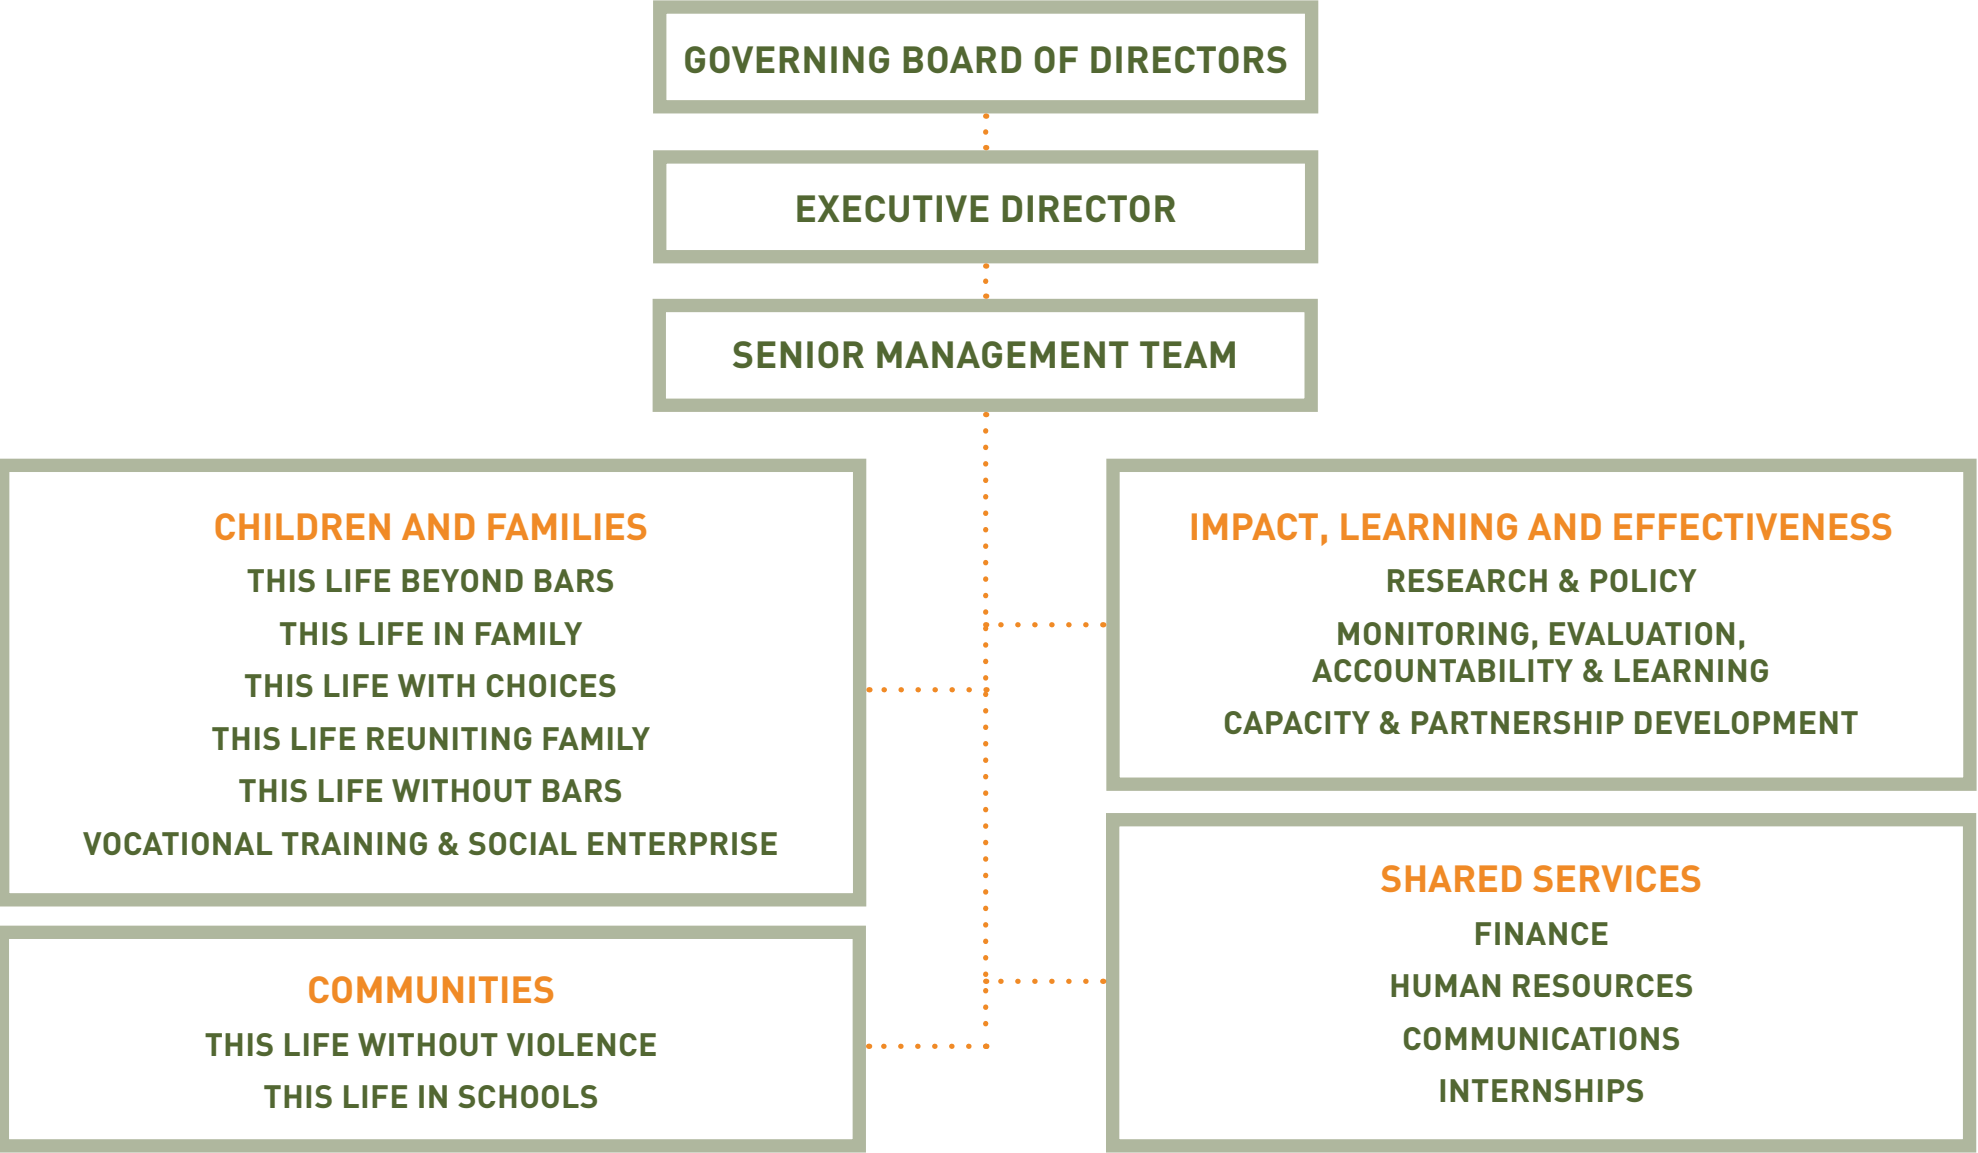 GOVERNING BOARD OF DIRECTORS
EXECUTIVE DIRECTOR
SENIOR MANAGEMENT TEAM
CHILDREN AND FAMILIES
THIS LIFE BEYOND BARS
THIS LIFE IN FAMILY
THIS LIFE WITH CHOICES
THIS LIFE REUNITING FAMILY
THIS LIFE WITHOUT BARS
VOCATIONAL TRAINING & SOCIAL ENTERPRISE
COMMUNITIES
THIS LIFE WITHOUT VIOLENCE
THIS LIFE IN SCHOOLS
IMPACT, LEARNING AND EFFECTIVENESS
RESEARCH & POLICY
MONITORING, EVALUATION,
ACCOUNTABILITY & LEARNING
CAPACITY & PARTNERSHIP DEVELOPMENT
SHARED SERVICES
FINANCE
HUMAN RESOURCES
COMMUNICATIONS
INTERNSHIPS